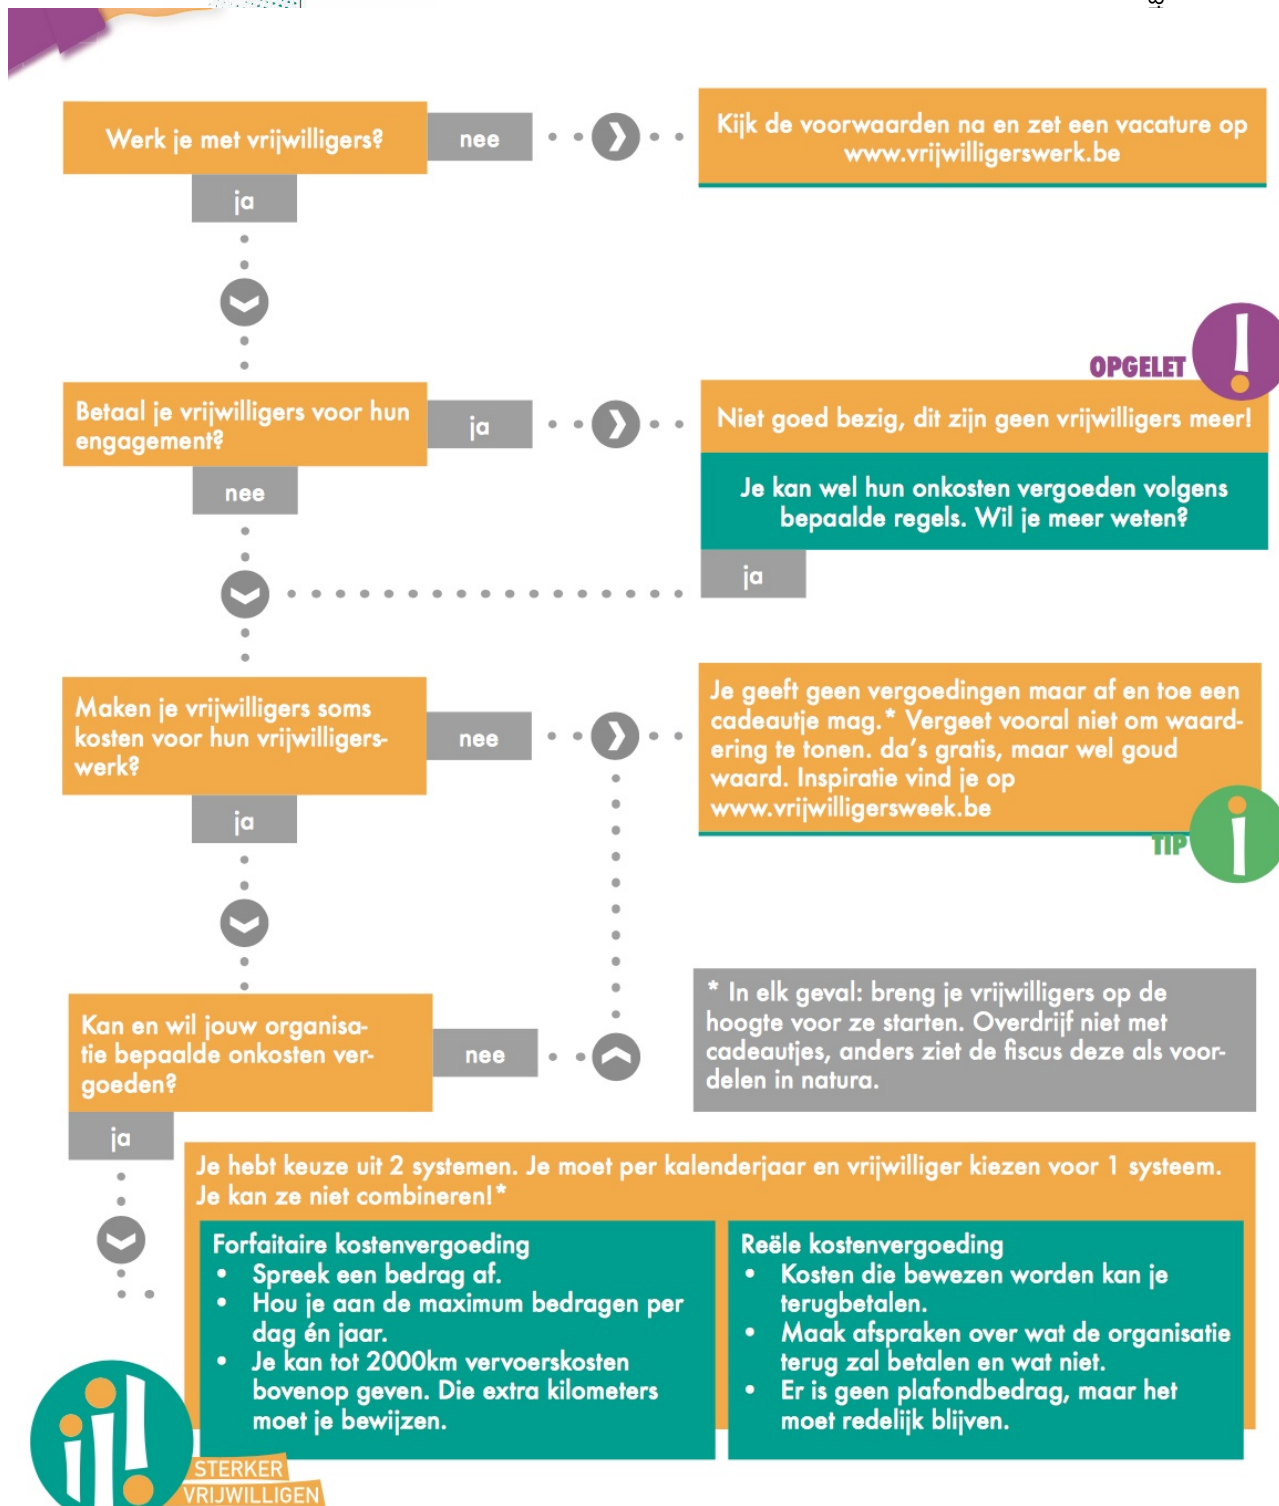 Werk je met vrijwilligers?
nee
Kijk de voorwaarden na en zet een vacature op
www.vrijwilligerswerk.be
ja
OPGELET
Betaal je vrijwilligers voor hun
engagement?
ja
Niet goed bezig, dit zijn geen vrijwilligers meer!
nee
Je kan wel hun onkosten vergoeden volgens
bepaalde regels. Wil je meer weten?
ja
Maken je vrijwilligers soms
kosten voor hun vrijwilligers-
werk?
nee
Je geeft geen vergoedingen maar af en toe een
cadeautje mag.* Vergeet vooral niet om waard-
ering te tonen. da's gratis, maar wel goud
waard. Inspiratie vind je op
www.vrijwilligersweek.be
TIP
ja
Kan en wil jouw organisa-
tie bepaalde onkosten ver-
goeden?
nee
* In elk geval: breng je vrijwilligers op de
hoogte voor ze starten. Overdrijf niet met
cadeautjes, anders ziet de fiscus deze als voor-
delen in natura.
ja
Je hebt keuze uit 2 systemen. Je moet per kalenderjaar en vrijwilliger kiezen voor 1 systeem.
Je kan ze niet combineren!*
Forfaitaire kostenvergoeding
• Spreek een bedrag af.
• Hou je aan de maximum bedragen per
dag én jaar.
• Je kan tot 2000km vervoerskosten
bovenop geven. Die extra kilometers
moet je bewijzen.
Reële kostenvergoeding
• Kosten die bewezen worden kan je
terugbetalen.
• Maak afspraken over wat de organisatie
terug zal betalen en wat niet.
• Er is geen plafondbedrag, maar het
moet redelijk blijven.
STERKER
VRIJWILLIGEN